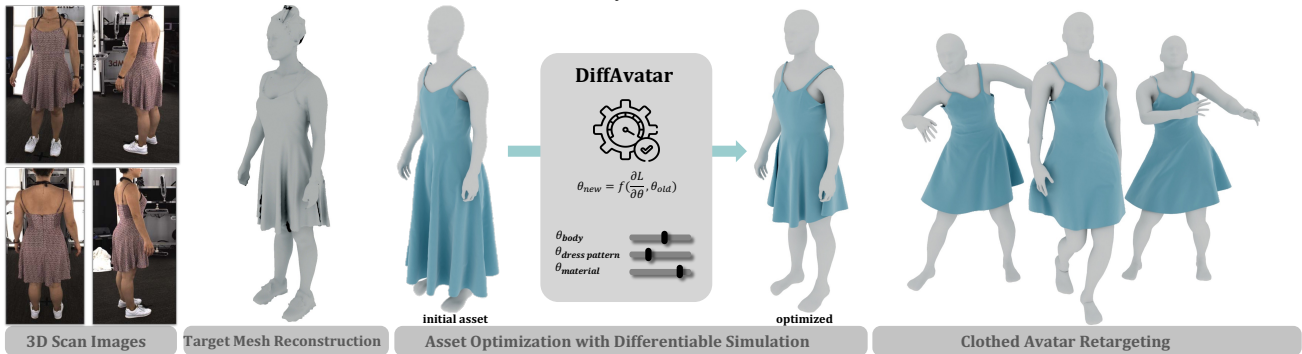 DiffAvatar
θnew = f(∂L/∂θ, θold)
θbody
θdress pattern
θmaterial
initial asset
optimized
3D Scan Images
Target Mesh Reconstruction
Asset Optimization with Differentiable Simulation
Clothed Avatar Retargeting